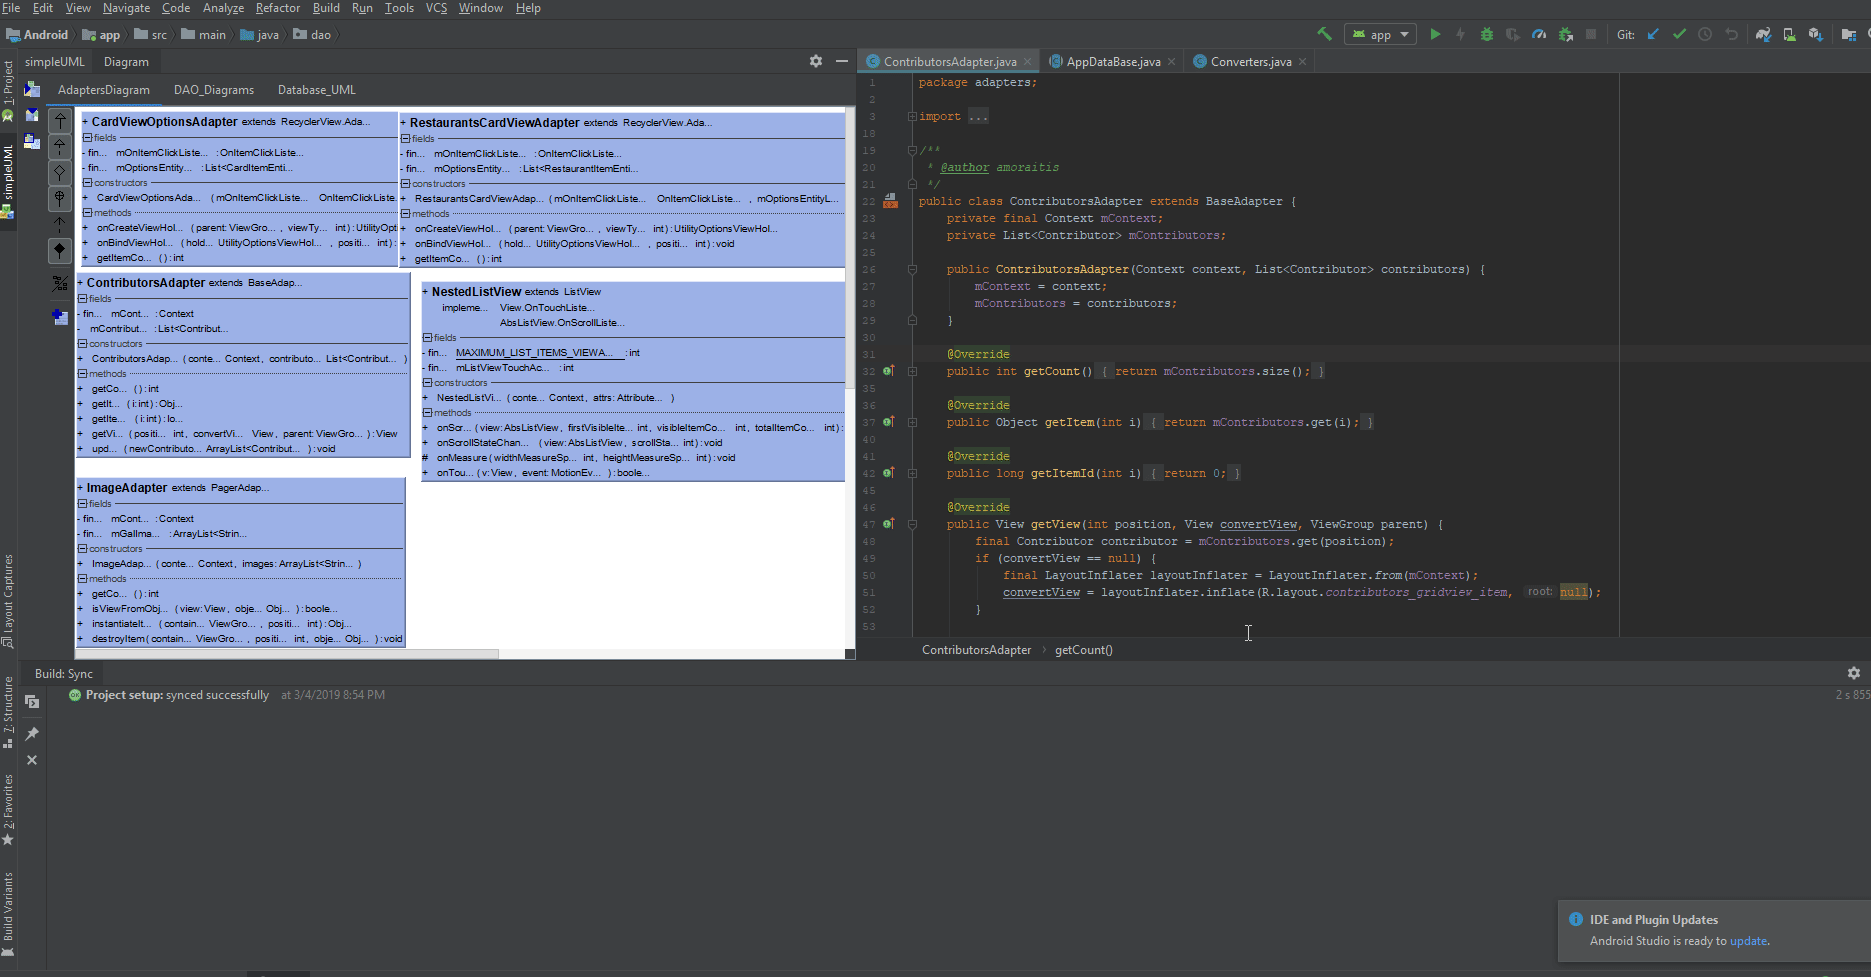 File Edit View Navigate Code Analyze Refactor Build Run Tools VCS Window Help
Android app src main java dao
app Git:
simpleUML Diagram
AdaptersDiagram DAO_Diagrams Database_UML
1: Project
simpleUML
Layout Captures
7: Structure
2: Favorites
Build Variants
+ CardViewOptionsAdapter extends RecyclerView.Ada...
fields
- fin... mOnItemClickListe... :OnItemClickListe...
- fin... mOptionsEntity... :List<CardItemEnti...
constructors
+ CardViewOptionsAda... (mOnItemClickListe... OnItemClickListe...
methods
+ onCreateViewHol... (parent:ViewGro..., viewTy... int):UtilityOpti
+ onBindViewHol... (hold... UtilityOptionsViewHol..., positi... int):
+ getItemCo... ():int
+ RestaurantsCardViewAdapter extends RecyclerView.Ada...
fields
- fin... mOnItemClickListe... :OnItemClickListe...
- fin... mOptionsEntity... :List<RestaurantItemEnti...
constructors
+ RestaurantsCardViewAdap... (mOnItemClickListe... OnItemClickListe..., mOptionsEntityL...
methods
+ onCreateViewHol... (parent:ViewGro..., viewTy... int):UtilityOptionsViewHol...
+ onBindViewHol... (hold... UtilityOptionsViewHol..., positi... int):void
+ getItemCo... ():int
+ ContributorsAdapter extends BaseAdap...
fields
- fin... mCont... :Context
- mContribut... :List<Contribut...
constructors
+ ContributorsAdap... (conte... Context, contributo... List<Contribut... )
methods
+ getCo... ():int
+ getIt... (i:int):Obj...
+ getIte... (i:int):lo...
+ getVi... (positi... int, convertVi... View, parent:ViewGro...):View
+ upd... (newContributo... ArrayList<Contribut... ):void
+ NestedListView extends ListView
impleme... View.OnTouchListe...
AbsListView.OnScrollListe...
fields
- fin... MAXIMUM_LIST_ITEMS_VIEWA... :int
- fin... mListViewTouchAc... :int
constructors
+ NestedListVi... (conte... Context, attrs:Attribute... )
methods
+ onScr... (view:AbsListView, firstVisibleIte... int, visibleItemCo... int, totalItemCo... int):
+ onScrollStateChan... (view:AbsListView, scrollSta... int):void
# onMeasure(widthMeasureSp... int, heightMeasureSp... int):void
+ onTou... (v:View, event:MotionEv... ):boole...
+ ImageAdapter extends PagerAdap...
fields
- fin... mCont... :Context
- fin... mGalIma... :ArrayList<Strin...
constructors
+ ImageAdap... (conte... Context, images:ArrayList<Strin... )
methods
+ getCo... ():int
+ isViewFromObj... (view:View, obje... Obj... ):boole...
+ instantiateIt... (contain... ViewGro..., positi... int):Obj...
+ destroyItem(contain... ViewGro..., positi... int, obje... Obj... ):void
ContributorsAdapter.java AppDataBase.java Converters.java
1 package adapters;
2
3 import ...
18
19 /**
20 * @author amoraitis
21 */
22 public class ContributorsAdapter extends BaseAdapter {
23 private final Context mContext;
24 private List<Contributor> mContributors;
25
26 public ContributorsAdapter(Context context, List<Contributor> contributors) {
27 mContext = context;
28 mContributors = contributors;
29 }
30
31 @Override
32 public int getCount() { return mContributors.size(); }
35
36 @Override
37 public Object getItem(int i) { return mContributors.get(i); }
40
41 @Override
42 public long getItemId(int i) { return 0; }
45
46 @Override
47 public View getView(int position, View convertView, ViewGroup parent) {
48 final Contributor contributor = mContributors.get(position);
49 if (convertView == null) {
50 final LayoutInflater layoutInflater = LayoutInflater.from(mContext);
51 convertView = layoutInflater.inflate(R.layout.contributors_gridview_item, root: null);
52 }
53
ContributorsAdapter › getCount()
Build: Sync
Project setup: synced successfully at 3/4/2019 8:54 PM
2 s 855
IDE and Plugin Updates
Android Studio is ready to update.